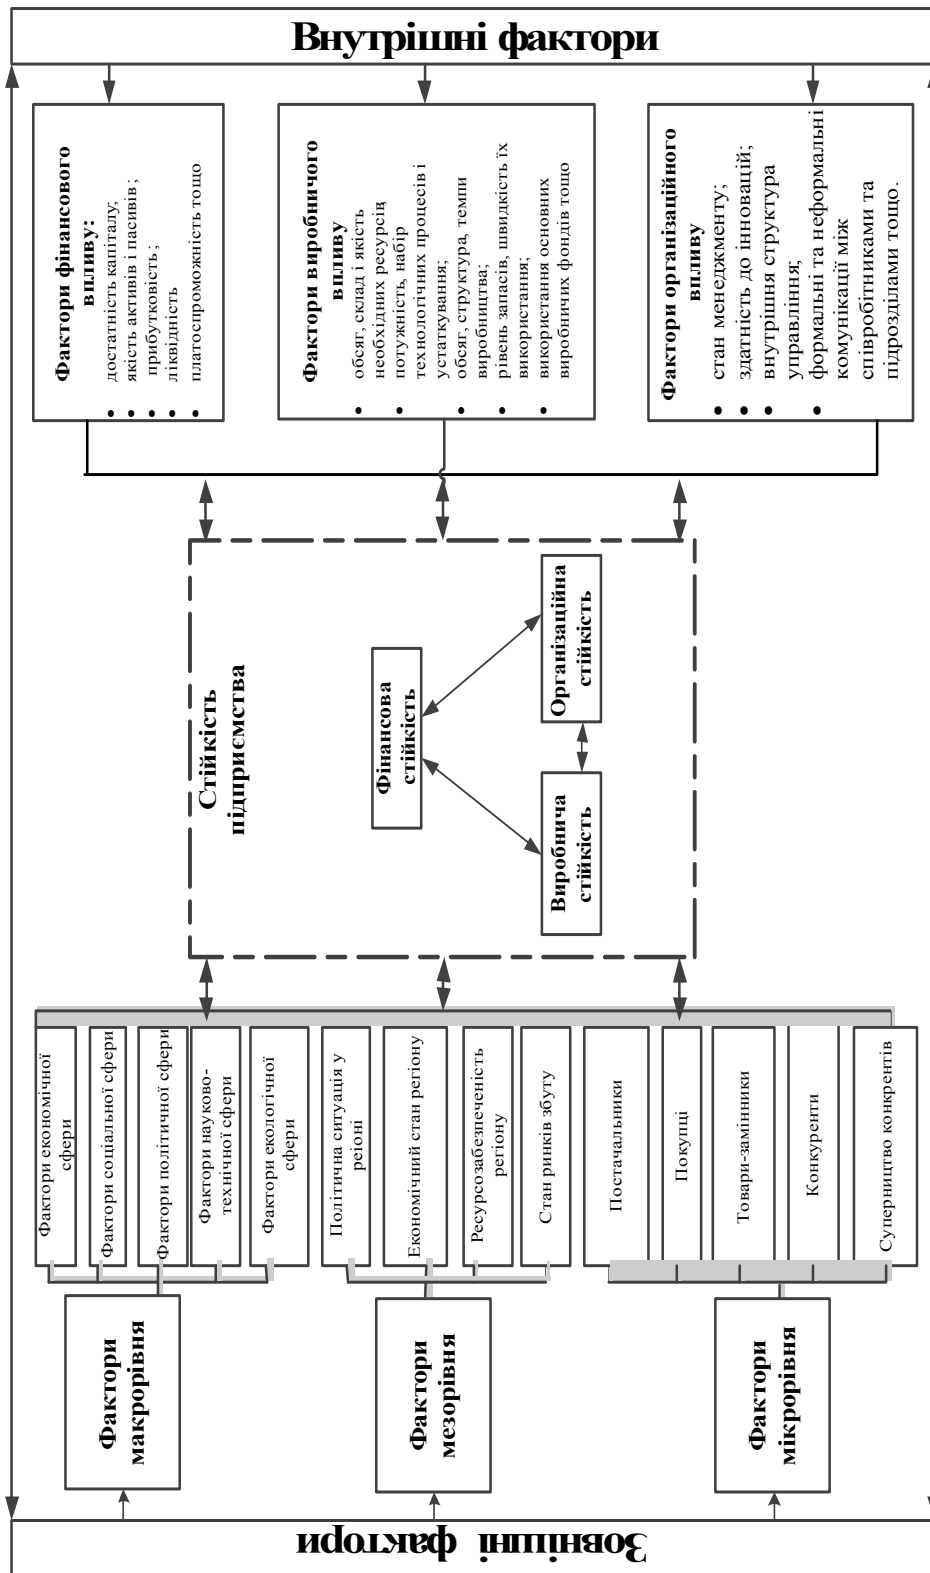 Внутрішні фактори
Фактори фінансового
впливу:
• достатність капіталу;
• якість активів і пасивів;
• прибутковість;
• ліквідність
• платоспроможність тощо
Фактори виробничого
впливу
• обсяг, склад і якість
необхідних ресурсів,
• потужність, набір
технологічних процесів і
устаткування;
• обсяг, структура, темпи
виробництва;
• рівень запасів, швидкість їх
використання;
• використання основних
виробничих фондів тощо
Фактори організаційного
впливу
• стан менеджменту;
• здатність до інновацій;
• внутрішня структура
управління;
• формальні та неформальні
комунікації між
співробітниками та
підрозділами тощо.
Стійкість
підприємства
Фінансова
стійкість
Організаційна
стійкість
Виробнича
стійкість
Фактори економічної
сфери
Фактори соціальної сфери
Фактори політичної сфери
Фактори науково-
технічної сфери
Фактори екологічної
сфери
Політична ситуація у
реіоні
Економічний стан регіону
Ресурсозабезпеченість
регіону
Стан ринків збуту
Постачальники
Покупці
Товари-замінники
Конкуренти
Суперництво конкрентів
Фактори
макрорівня
Фактори
мезорівня
Фактори
мікрорівня
Зовнішні фактори